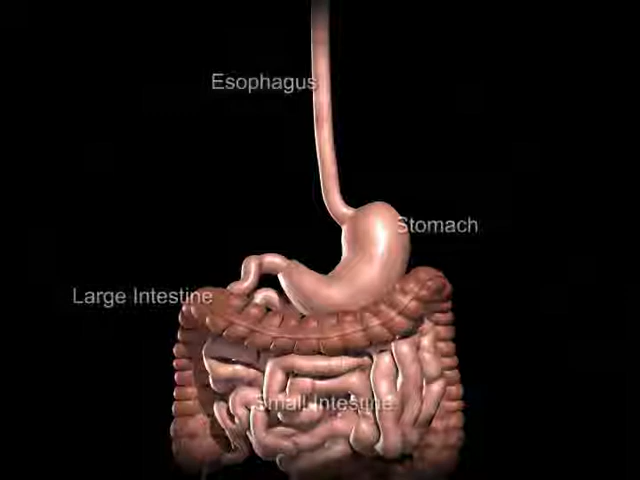 Esophagus
Stomach
Large Intestine
Small Intestine